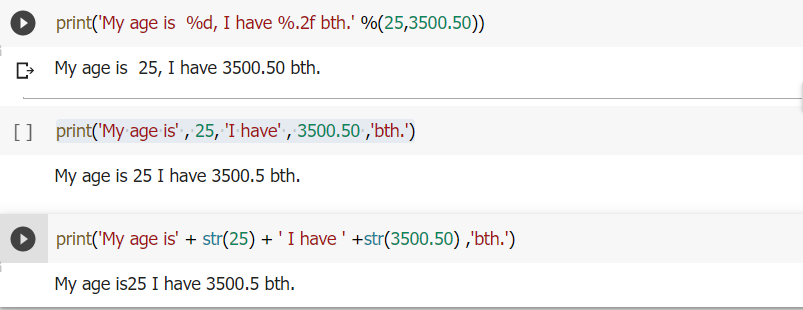 print('My age is  %d, I have %.2f bth.' %(25,3500.50))
My age is  25, I have 3500.50 bth.
[ ] print('My·age·is'·,·25,·'I·have'·,·3500.50·,'bth.')
My age is 25 I have 3500.5 bth.
print('My age is' + str(25) + ' I have ' +str(3500.50) ,'bth.')
My age is25 I have 3500.5 bth.